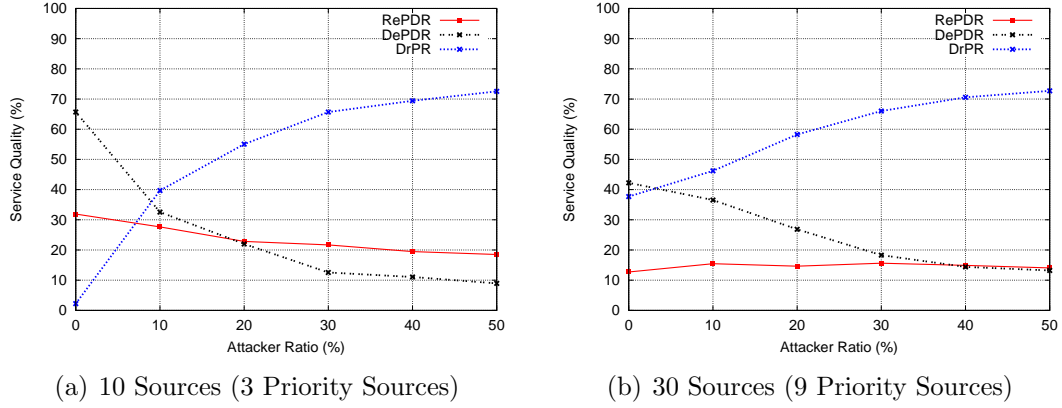 100
90
80
70
60
50
40
30
20
10
0
Service Quality (%)
RePDR
DePDR
DrPR
0 10 20 30 40 50
Attacker Ratio (%)
(a) 10 Sources (3 Priority Sources)
100
90
80
70
60
50
40
30
20
10
0
Service Quality (%)
RePDR
DePDR
DrPR
0 10 20 30 40 50
Attacker Ratio (%)
(b) 30 Sources (9 Priority Sources)